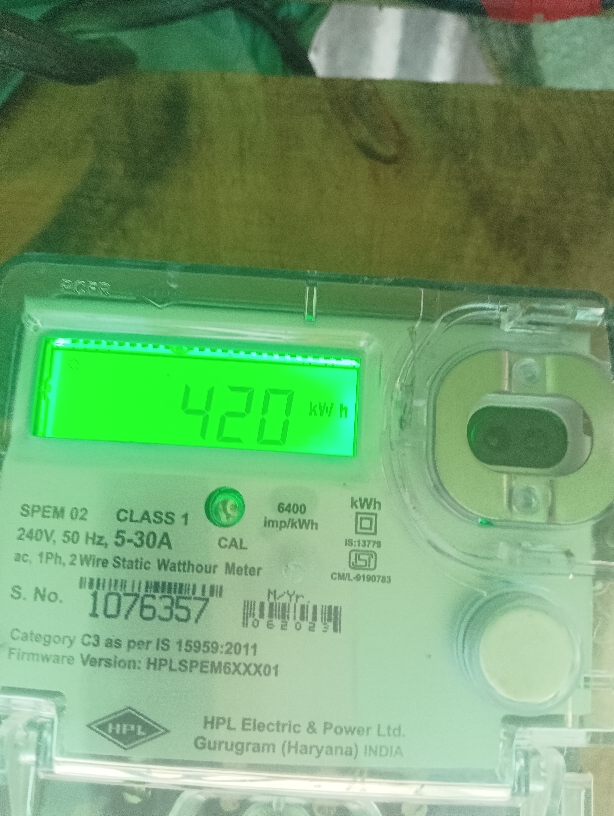 420 kWh
SPEM 02 CLASS 1
240V, 50 Hz, 5-30A
ac, 1Ph, 2 Wire Static Watthour Meter
CAL
6400
imp/kWh
kWh
IS:13779
CM/L-9190783
S. No. 1076357
M/Yr.
062023
Category C3 as per IS 15959:2011
Firmware Version: HPLSPEM6XXX01
HPL
HPL Electric & Power Ltd.
Gurugram (Haryana) INDIA